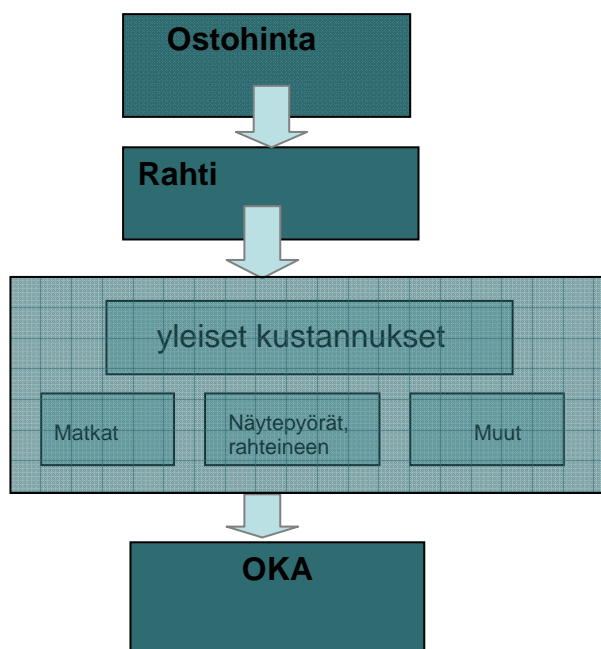 Ostohinta
Rahti
yleiset kustannukset
Matkat
Näytepyörät,
rahteineen
Muut
OKA